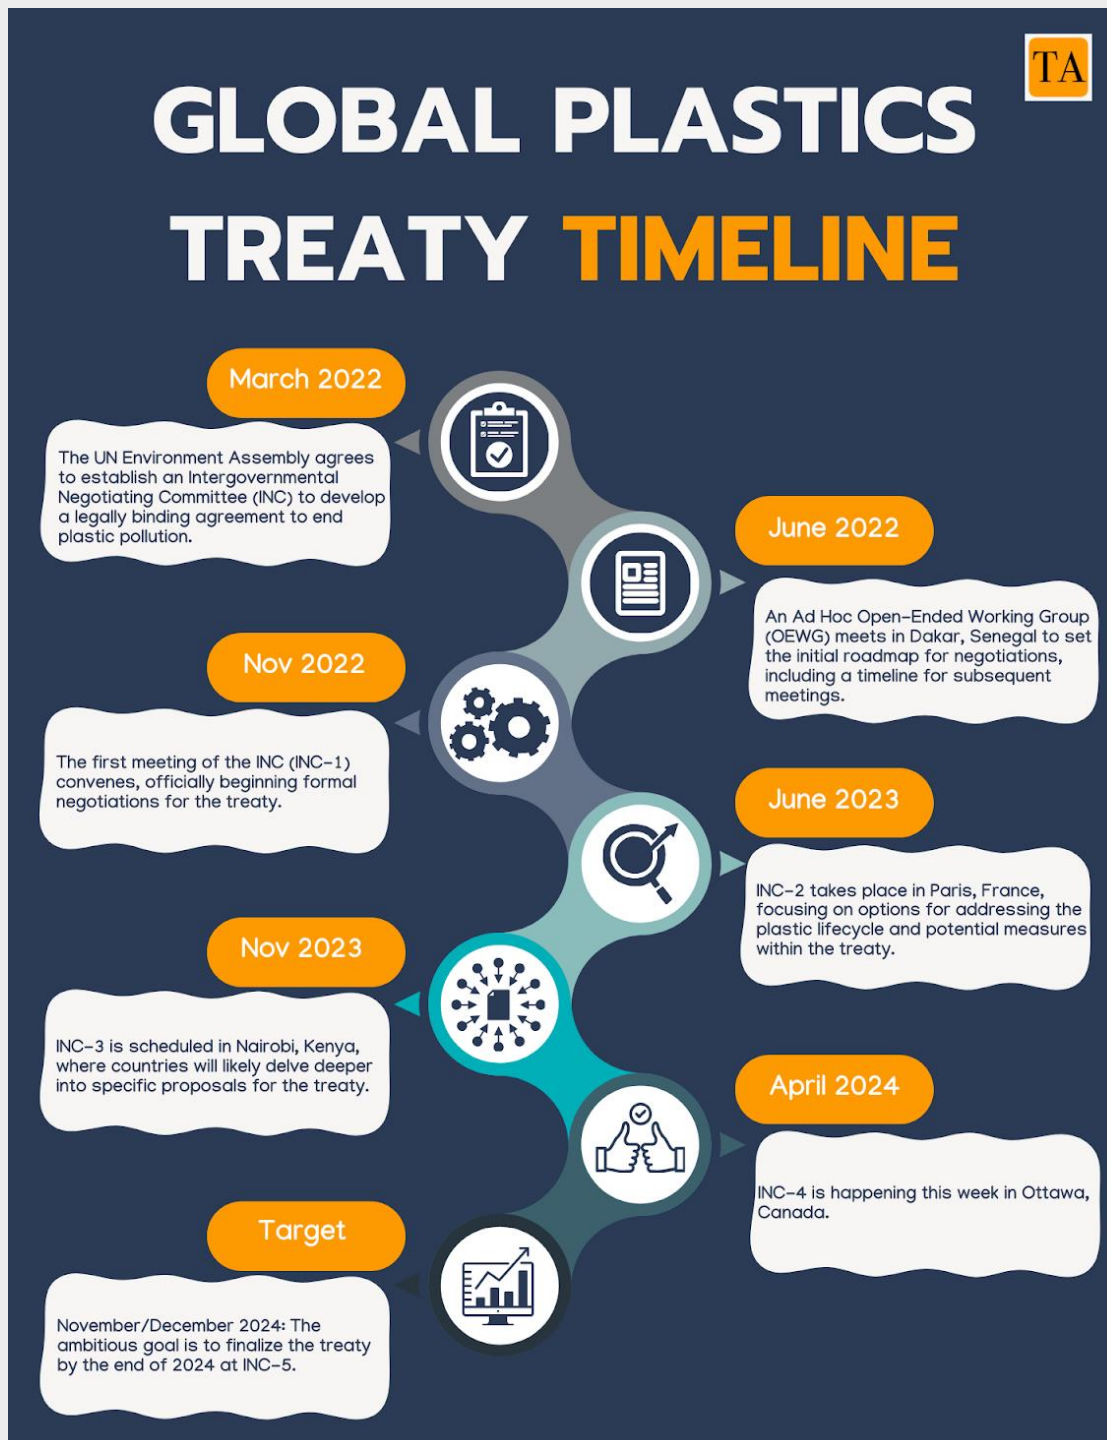 TA
GLOBAL PLASTICS
TREATY TIMELINE
March 2022
The UN Environment Assembly agrees
to establish an Intergovernmental
Negotiating Committee (INC) to develop
a legally binding agreement to end
plastic pollution.
June 2022
An Ad Hoc Open-Ended Working Group
(OEWG) meets in Dakar, Senegal to set
the initial roadmap for negotiations,
including a timeline for subsequent
meetings.
Nov 2022
The first meeting of the INC (INC-1)
convenes, officially beginning formal
negotiations for the treaty.
June 2023
INC-2 takes place in Paris, France,
focusing on options for addressing the
plastic lifecycle and potential measures
within the treaty.
Nov 2023
INC-3 is scheduled in Nairobi, Kenya,
where countries will likely delve deeper
into specific proposals for the treaty.
April 2024
INC-4 is happening this week in Ottawa,
Canada.
Target
November/December 2024: The
ambitious goal is to finalize the treaty
by the end of 2024 at INC-5.